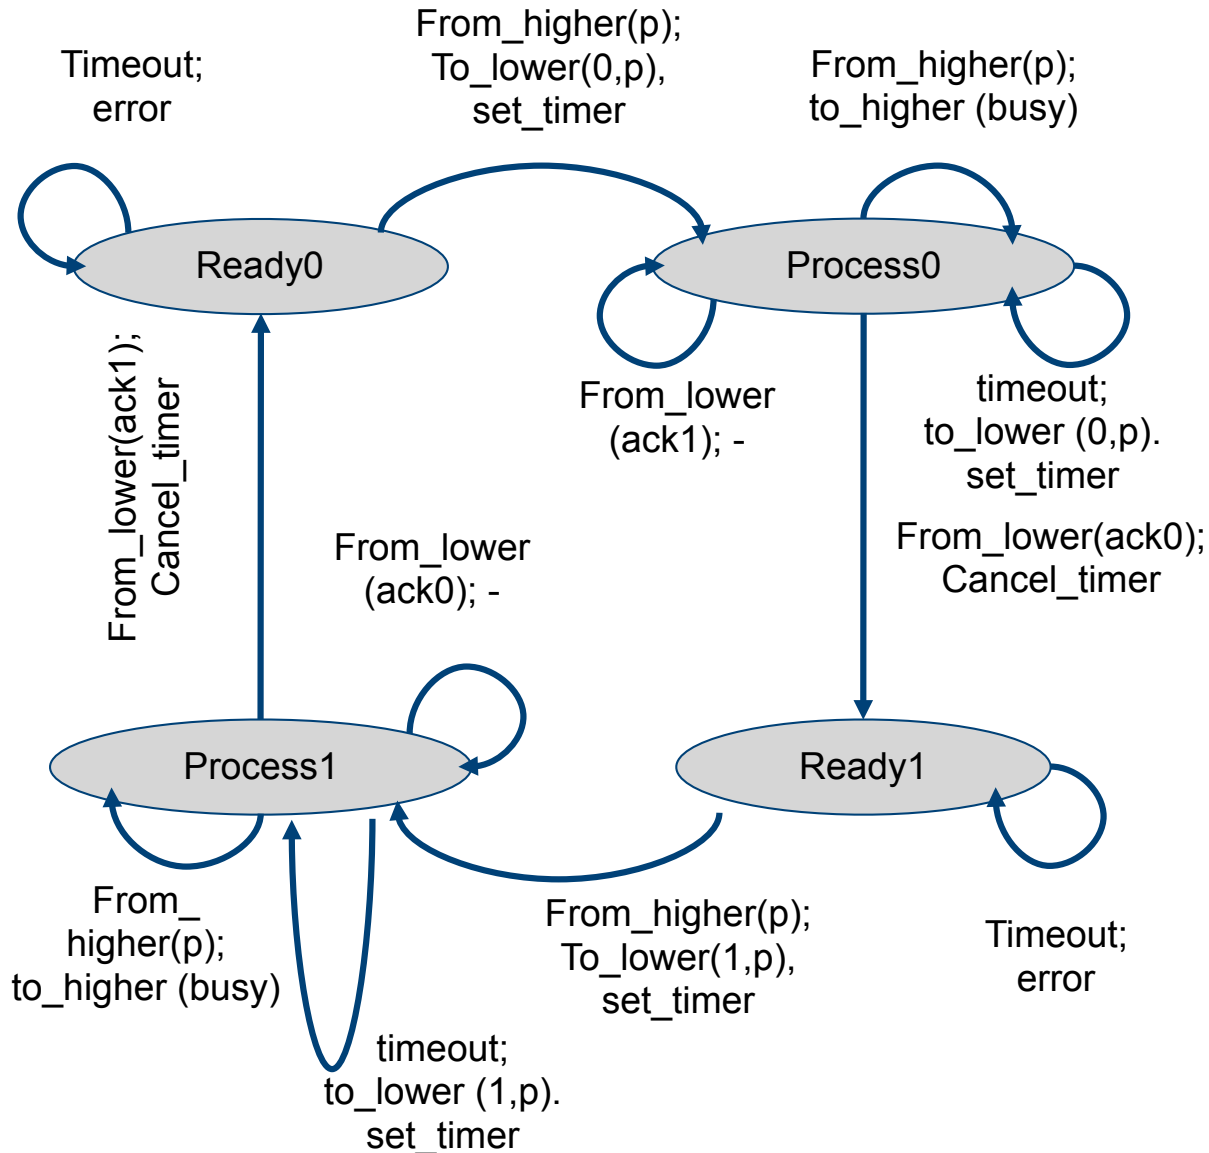 Timeout;
error
From_higher(p);
To_lower(0,p),
set_timer
From_higher(p);
to_higher (busy)
Ready0
Process0
From_lower(ack1);
Cancel_timer
From_lower
(ack1); -
timeout;
to_lower (0,p).
set_timer
From_lower(ack0);
Cancel_timer
From_lower
(ack0); -
Process1
Ready1
From_
higher(p);
to_higher (busy)
From_higher(p);
To_lower(1,p),
set_timer
Timeout;
error
timeout;
to_lower (1,p).
set_timer